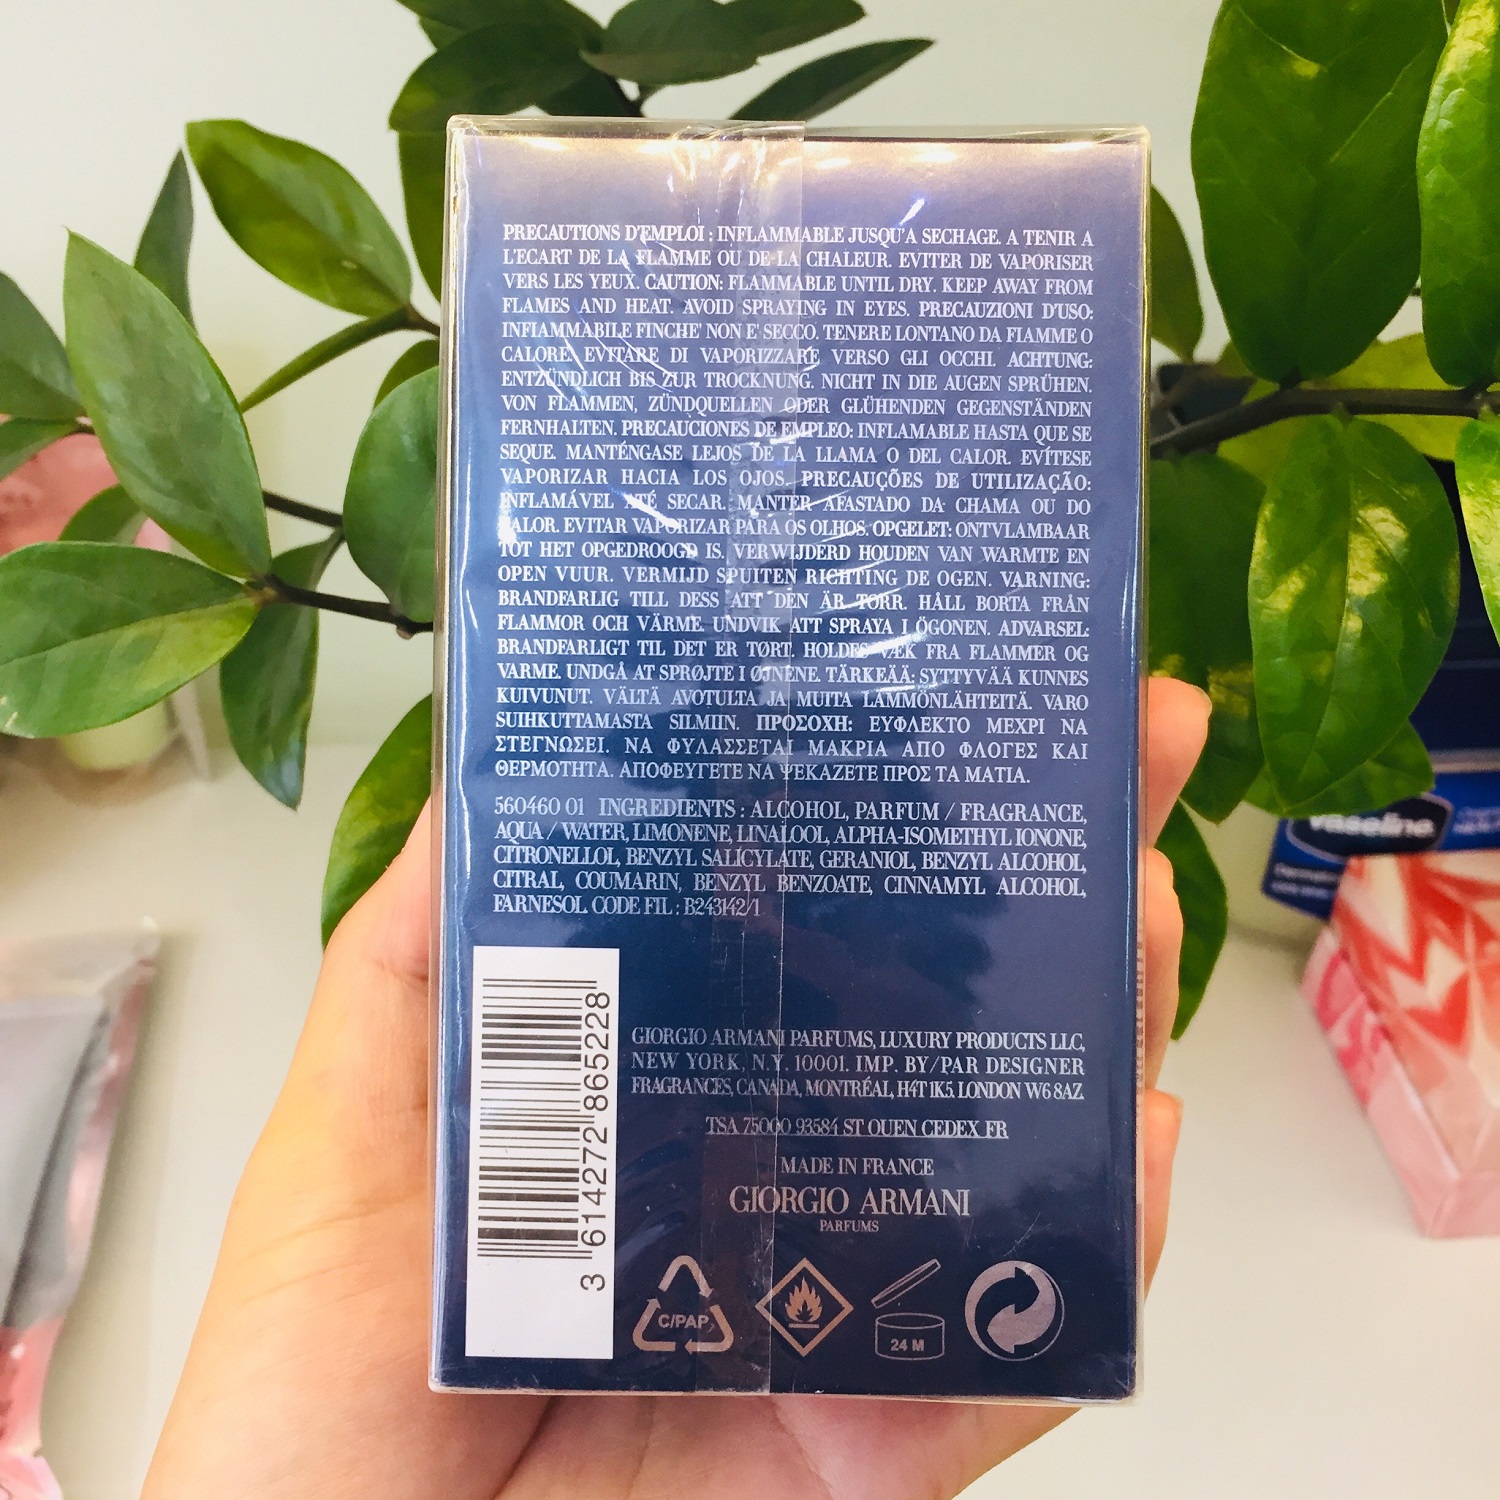 PRECAUTIONS D'EMPLOI : INFLAMMABLE JUSQU'A SECHAGE. A TENIR A
L'ECART DE LA FLAMME OU DE LA CHALEUR. EVITER DE VAPORISER
VERS LES YEUX. CAUTION: FLAMMABLE UNTIL DRY. KEEP AWAY FROM
FLAMES AND HEAT. AVOID SPRAYING IN EYES. PRECAUZIONI D'USO:
INFIAMMABILE FINCHE' NON E' SECCO. TENERE LONTANO DA FIAMME O
CALORE. EVITARE DI VAPORIZZARE VERSO GLI OCCHI. ACHTUNG:
ENTZÜNDLICH BIS ZUR TROCKNUNG. NICHT IN DIE AUGEN SPRÜHEN.
VON FLAMMEN, ZÜNDQUELLEN ODER GLÜHENDEN GEGENSTÄNDEN
FERNHALTEN. PRECAUCIONES DE EMPLEO: INFLAMABLE HASTA QUE SE
SEQUE. MANTÉNGASE LEJOS DE LA LLAMA O DEL CALOR. EVÍTESE
VAPORIZAR HACIA LOS OJOS. PRECAUÇÕES DE UTILIZAÇÃO:
INFLAMÁVEL ATÉ SECAR. MANTER AFASTADO DA CHAMA OU DO
CALOR. EVITAR VAPORIZAR PARA OS OLHOS. OPGELET: ONTVLAMBAAR
TOT HET OPGEDROOGD IS. VERWIJDERD HOUDEN VAN WARMTE EN
OPEN VUUR. VERMIJD SPUITEN RICHTING DE OGEN. VARNING:
BRANDFARLIG TILL DESS ATT DEN ÄR TORR. HÅLL BORTA FRÅN
FLAMMOR OCH VÄRME. UNDVIK ATT SPRAYA I ÖGONEN. ADVARSEL:
BRANDFARLIGT TIL DET ER TØRT. HOLDES VÆK FRA FLAMMER OG
VARME. UNDGÅ AT SPRØJTE I ØJNENE. TÄRKEÄÄ: SYTTYVÄÄ KUNNES
KUIVUNUT. VÄLTÄ AVOTULTA JA MUITA LÄMMÖNLÄHTEITÄ. VARO
SUIHKUTTAMASTA SILMIIN. ΠΡΟΣΟΧΗ: ΕΥΦΛΕΚΤΟ ΜΕΧΡΙ ΝΑ
ΣΤΕΓΝΩΣΕΙ. ΝΑ ΦΥΛΑΣΣΕΤΑΙ ΜΑΚΡΙΑ ΑΠΟ ΦΛΟΓΕΣ ΚΑΙ
ΘΕΡΜΟΤΗΤΑ. ΑΠΟΦΕΥΓΕΤΕ ΝΑ ΨΕΚΑΖΕΤΕ ΠΡΟΣ ΤΑ ΜΑΤΙΑ.
560460 01 INGREDIENTS : ALCOHOL, PARFUM / FRAGRANCE,
AQUA / WATER, LIMONENE, LINALOOL, ALPHA-ISOMETHYL IONONE,
CITRONELLOL, BENZYL SALICYLATE, GERANIOL, BENZYL ALCOHOL,
CITRAL, COUMARIN, BENZYL BENZOATE, CINNAMYL ALCOHOL,
FARNESOL. CODE FIL : B243142/1
3 614272 865228
GIORGIO ARMANI PARFUMS, LUXURY PRODUCTS LLC,
NEW YORK, N.Y. 10001. IMP. BY/PAR DESIGNER
FRAGRANCES, CANADA, MONTRÉAL, H4T 1K5. LONDON W6 8AZ.
TSA 75000 93584 ST OUEN CEDEX FR
MADE IN FRANCE
GIORGIO ARMANI
PARFUMS
C/PAP
24 M
Vaseline